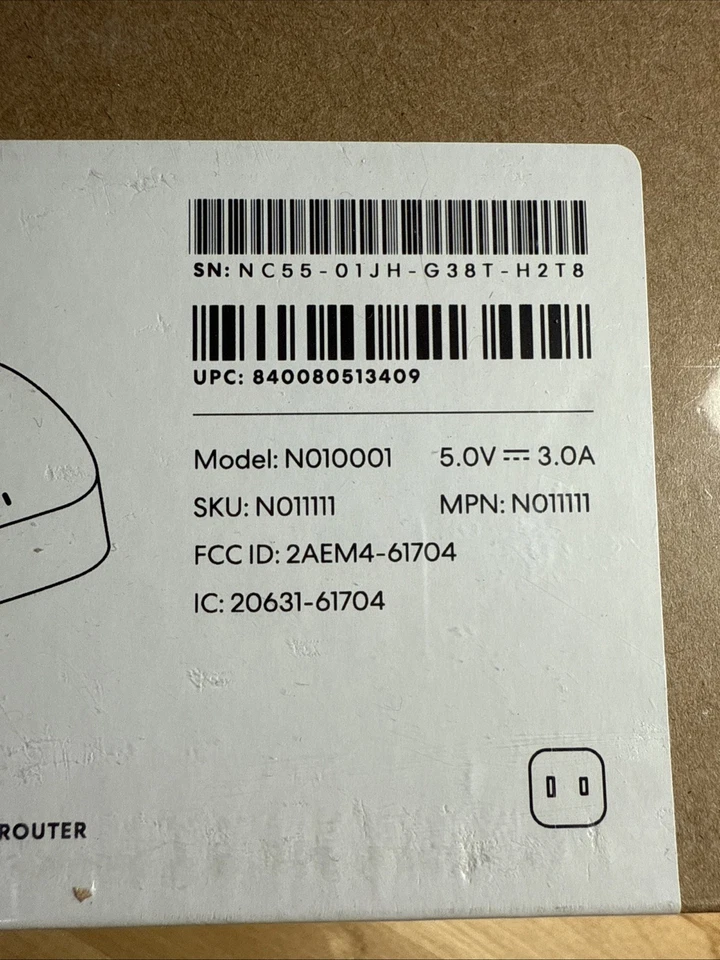 SN: NC55-01JH-G38T-H2T8
UPC: 840080513409
Model: N010001 5.0V ⎓ 3.0A
SKU: N011111 MPN: N011111
FCC ID: 2AEM4-61704
IC: 20631-61704
ROUTER